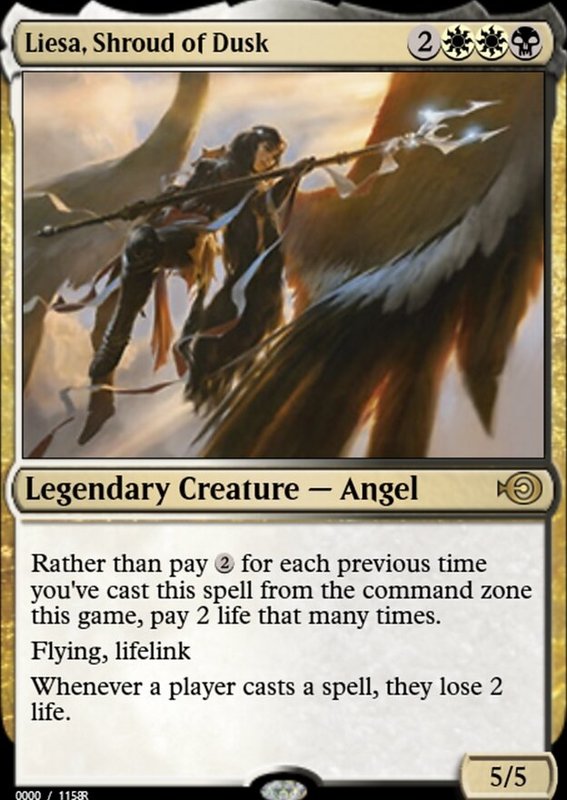 Liesa, Shroud of Dusk 2
Legendary Creature — Angel
Rather than pay 2 for each previous time
you've cast this spell from the command zone
this game, pay 2 life that many times.
Flying, lifelink
Whenever a player casts a spell, they lose 2
life.
5/5
0000 / 1158R